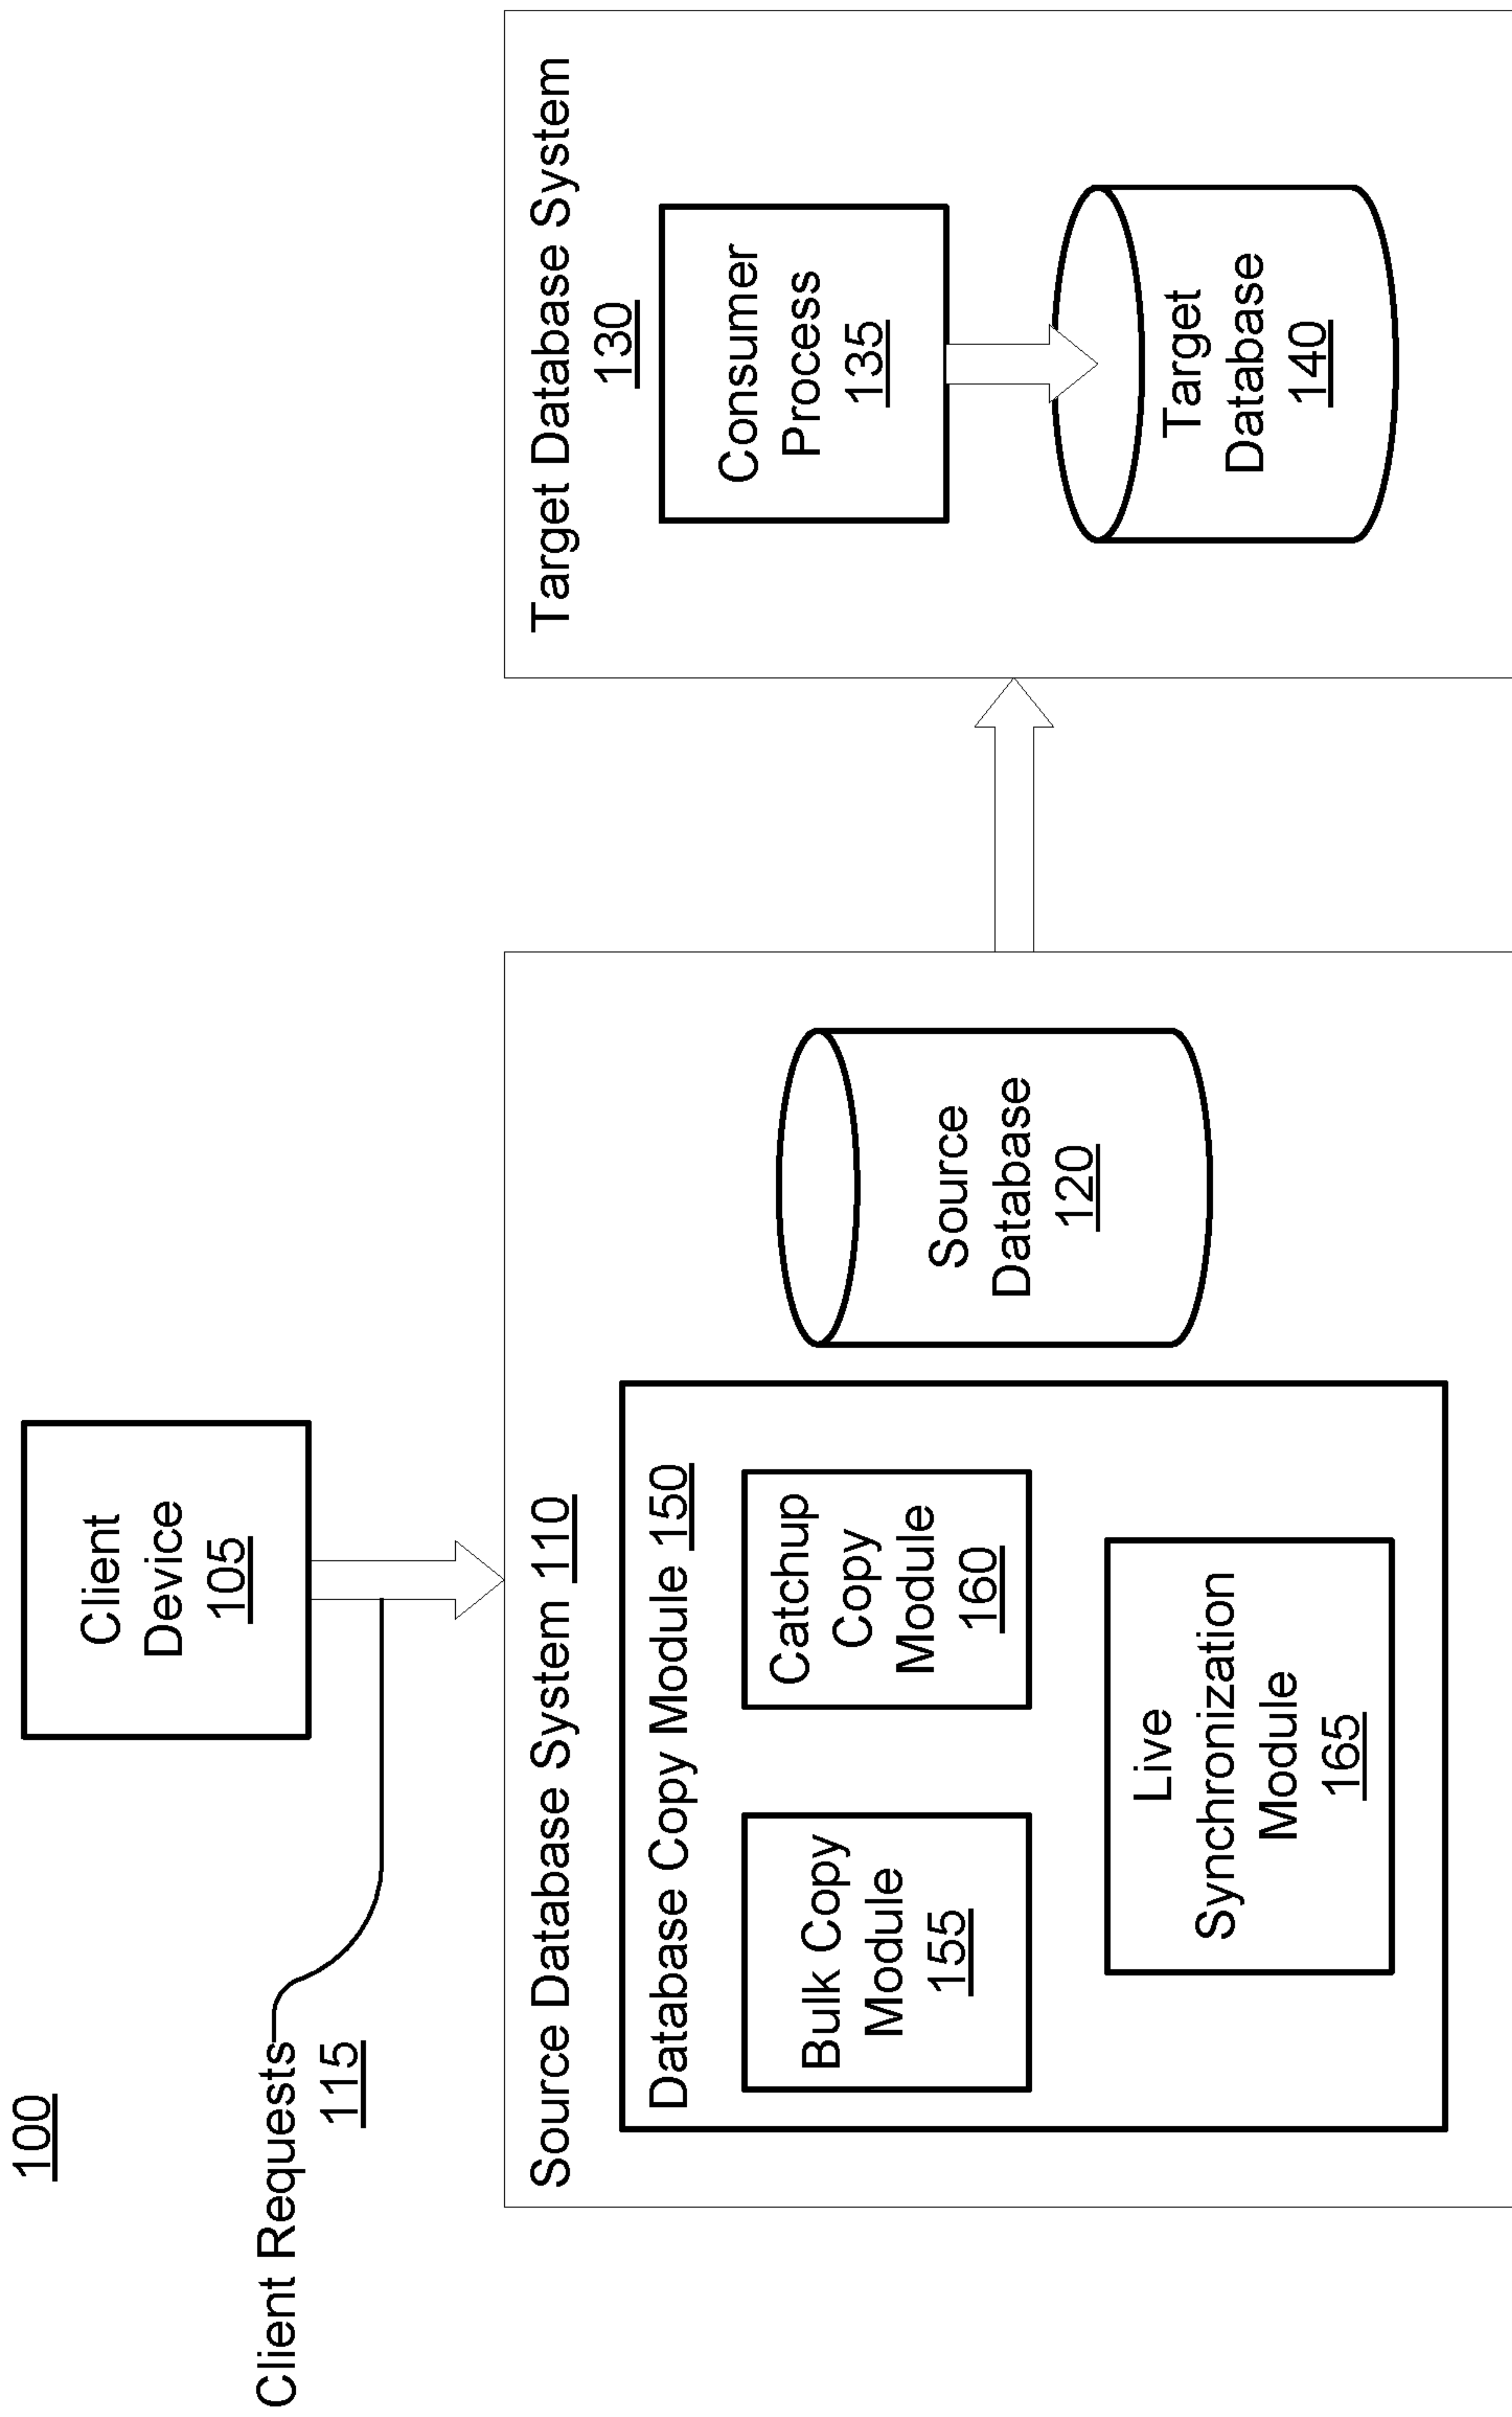 100
Client Requests
115
Client
Device
105
Source Database System 110
Database Copy Module 150
Bulk Copy
Module
155
Catchup
Copy
Module
160
Live
Synchronization
Module
165
Source
Database
120
Target Database System
130
Consumer
Process
135
Target
Database
140